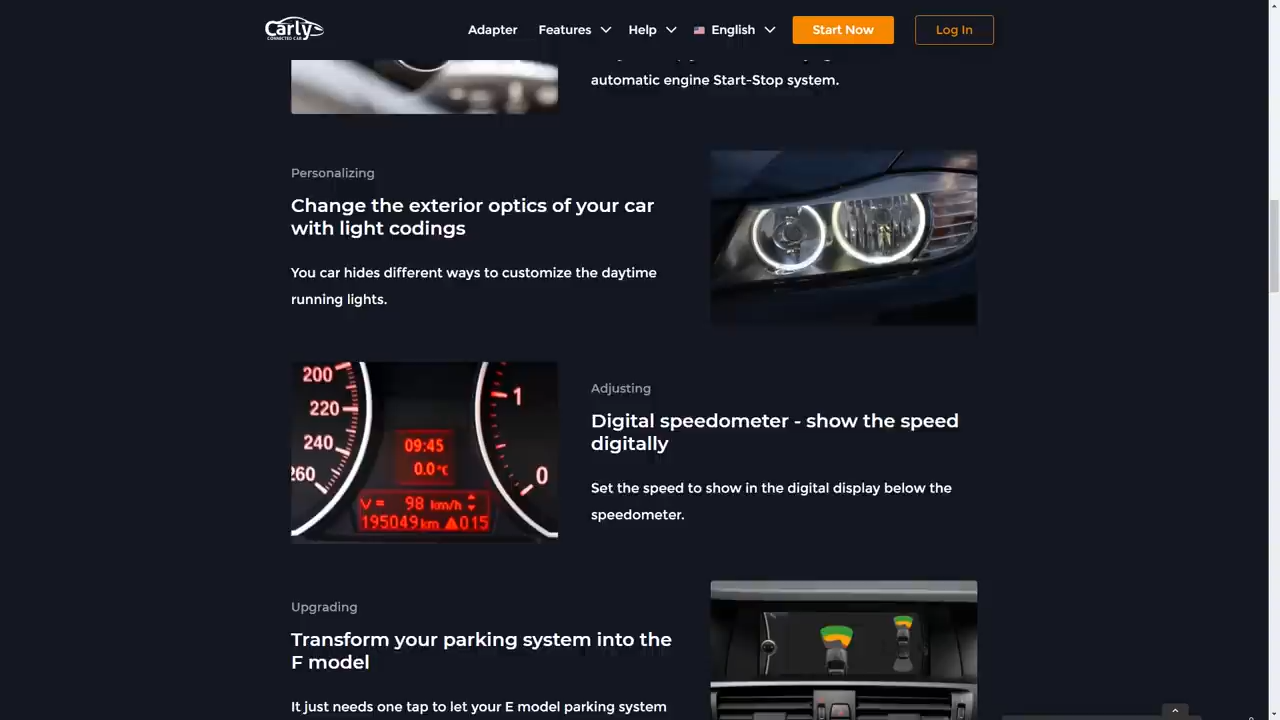 Carly
CONNECTED CAR
Adapter
Features
Help
English
Start Now
Log In
automatic engine Start-Stop system.
Personalizing
Change the exterior optics of your car
with light codings
You car hides different ways to customize the daytime
running lights.
200
220
240
260
09:45
0.0°C
V = 98 km/h
195049km ▲015
1
0
Adjusting
Digital speedometer - show the speed
digitally
Set the speed to show in the digital display below the
speedometer.
Upgrading
Transform your parking system into the
F model
It just needs one tap to let your E model parking system